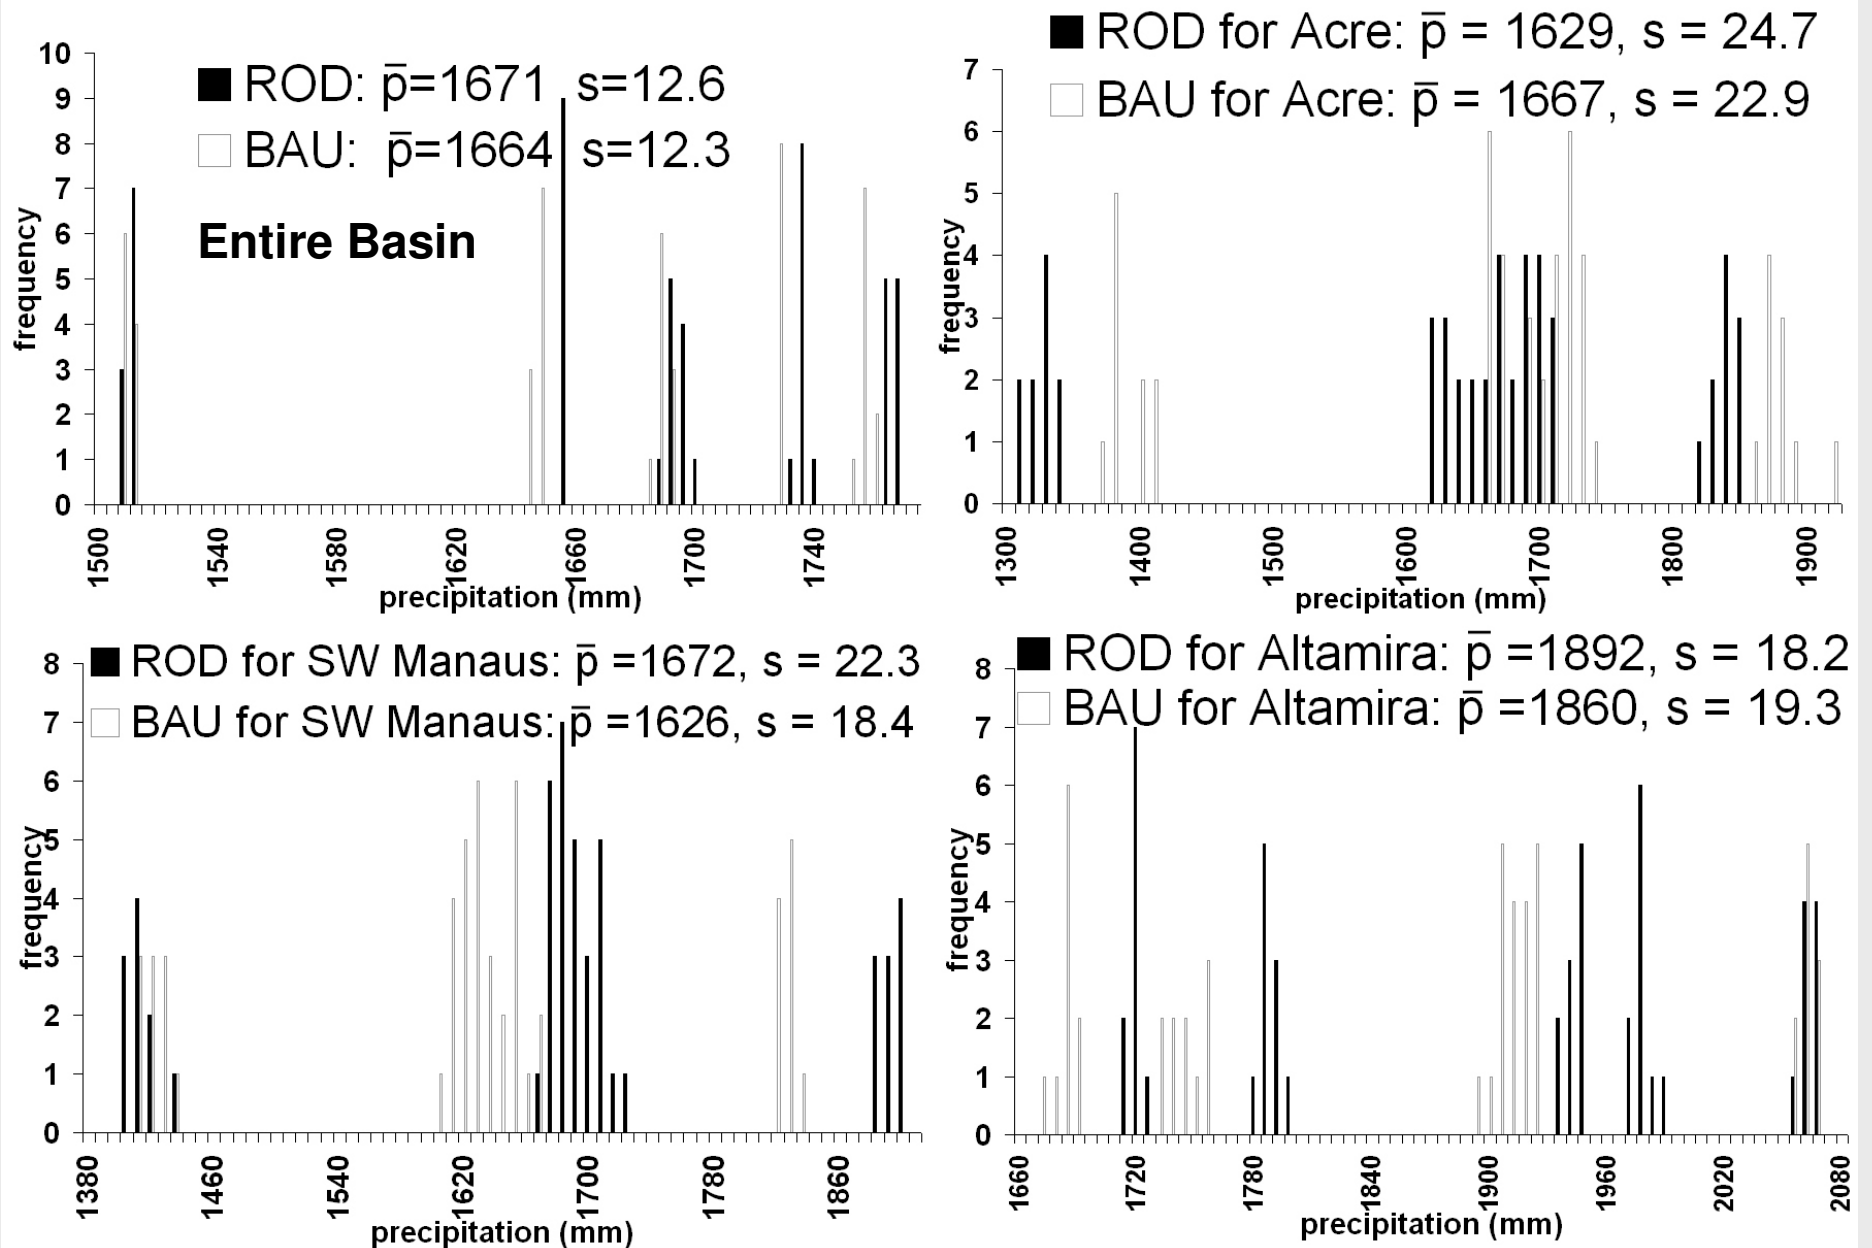 ROD: p̄=1671 s=12.6
BAU: p̄=1664 s=12.3
Entire Basin
frequency
10
9
8
7
6
5
4
3
2
1
0
1500 1540 1580 1620 1660 1700 1740
precipitation (mm)
ROD for Acre: p̄ = 1629, s = 24.7
BAU for Acre: p̄ = 1667, s = 22.9
frequency
7
6
5
4
3
2
1
0
1300 1400 1500 1600 1700 1800 1900
precipitation (mm)
ROD for SW Manaus: p̄ =1672, s = 22.3
BAU for SW Manaus: p̄ =1626, s = 18.4
frequency
8
7
6
5
4
3
2
1
0
1380 1460 1540 1620 1700 1780 1860
precipitation (mm)
ROD for Altamira: p̄ =1892, s = 18.2
BAU for Altamira: p̄ =1860, s = 19.3
frequency
8
7
6
5
4
3
2
1
0
1660 1720 1780 1840 1900 1960 2020 2080
precipitation (mm)